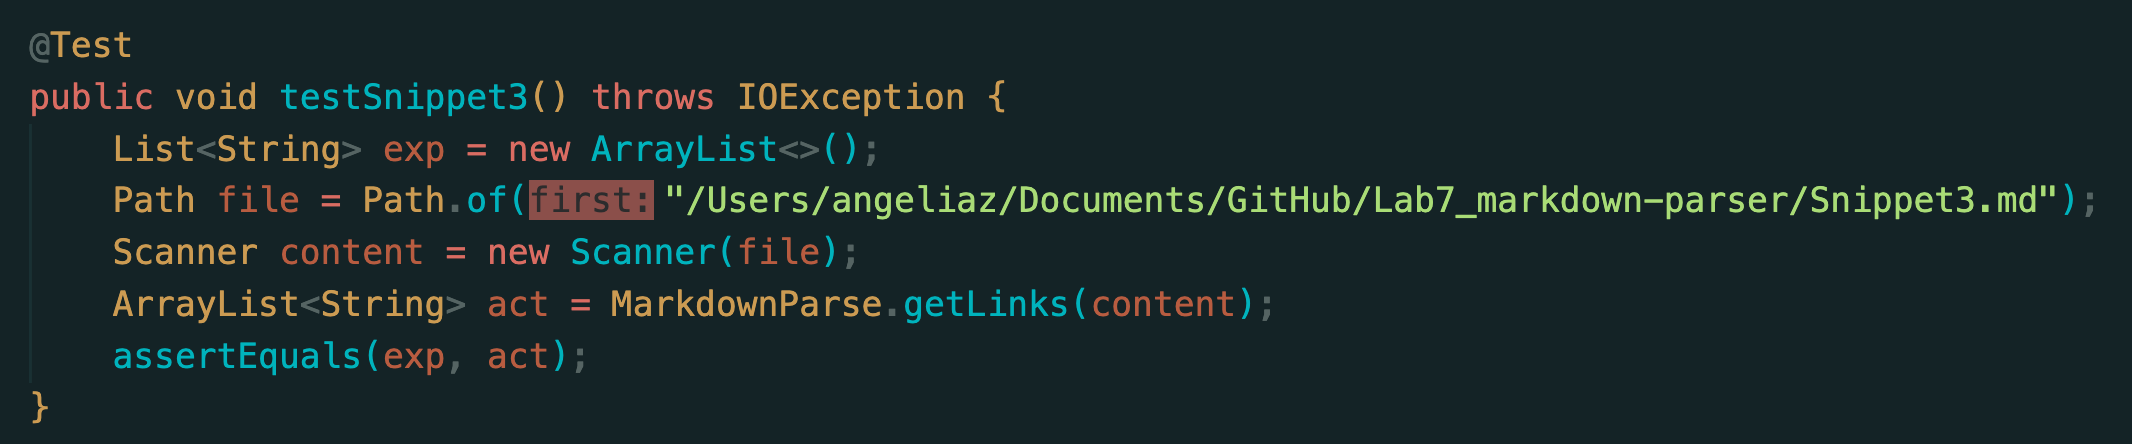 @Test
public void testSnippet3() throws IOException {
    List<String> exp = new ArrayList<>();
    Path file = Path.of(first: "/Users/angeliaz/Documents/GitHub/Lab7_markdown-parser/Snippet3.md");
    Scanner content = new Scanner(file);
    ArrayList<String> act = MarkdownParse.getLinks(content);
    assertEquals(exp, act);
}